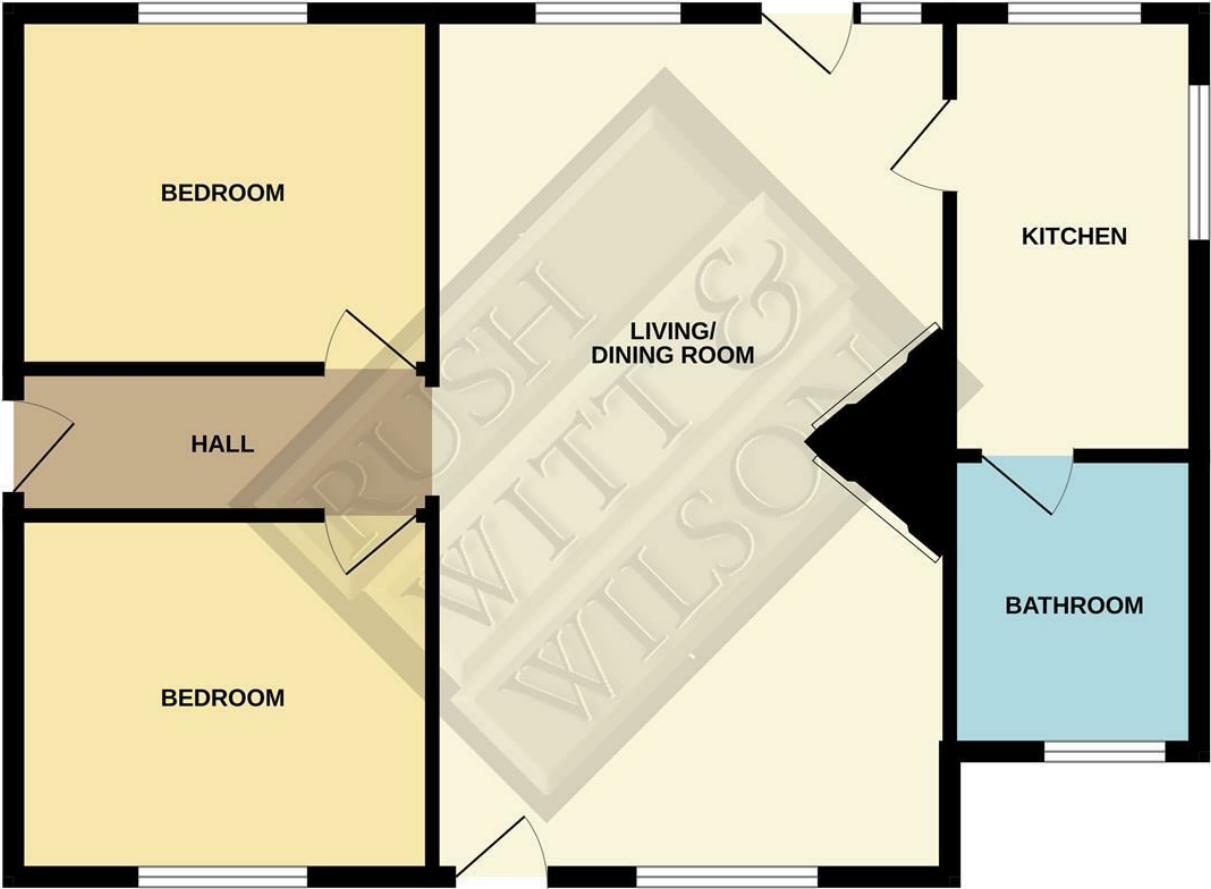 BEDROOM
KITCHEN
LIVING/
DINING ROOM
HALL
BATHROOM
BEDROOM
RUSH
WITT &
WILSON